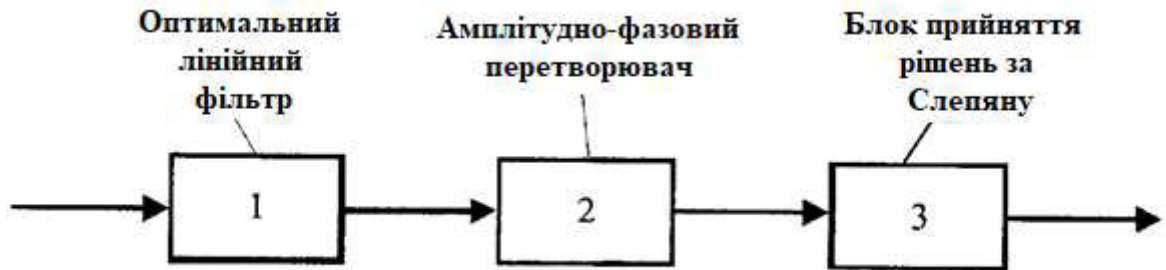 Оптимальний
лінійний
фільтр
Амплітудно-фазовий
перетворювач
Блок прийняття
рішень за
Слепяну
1
2
3